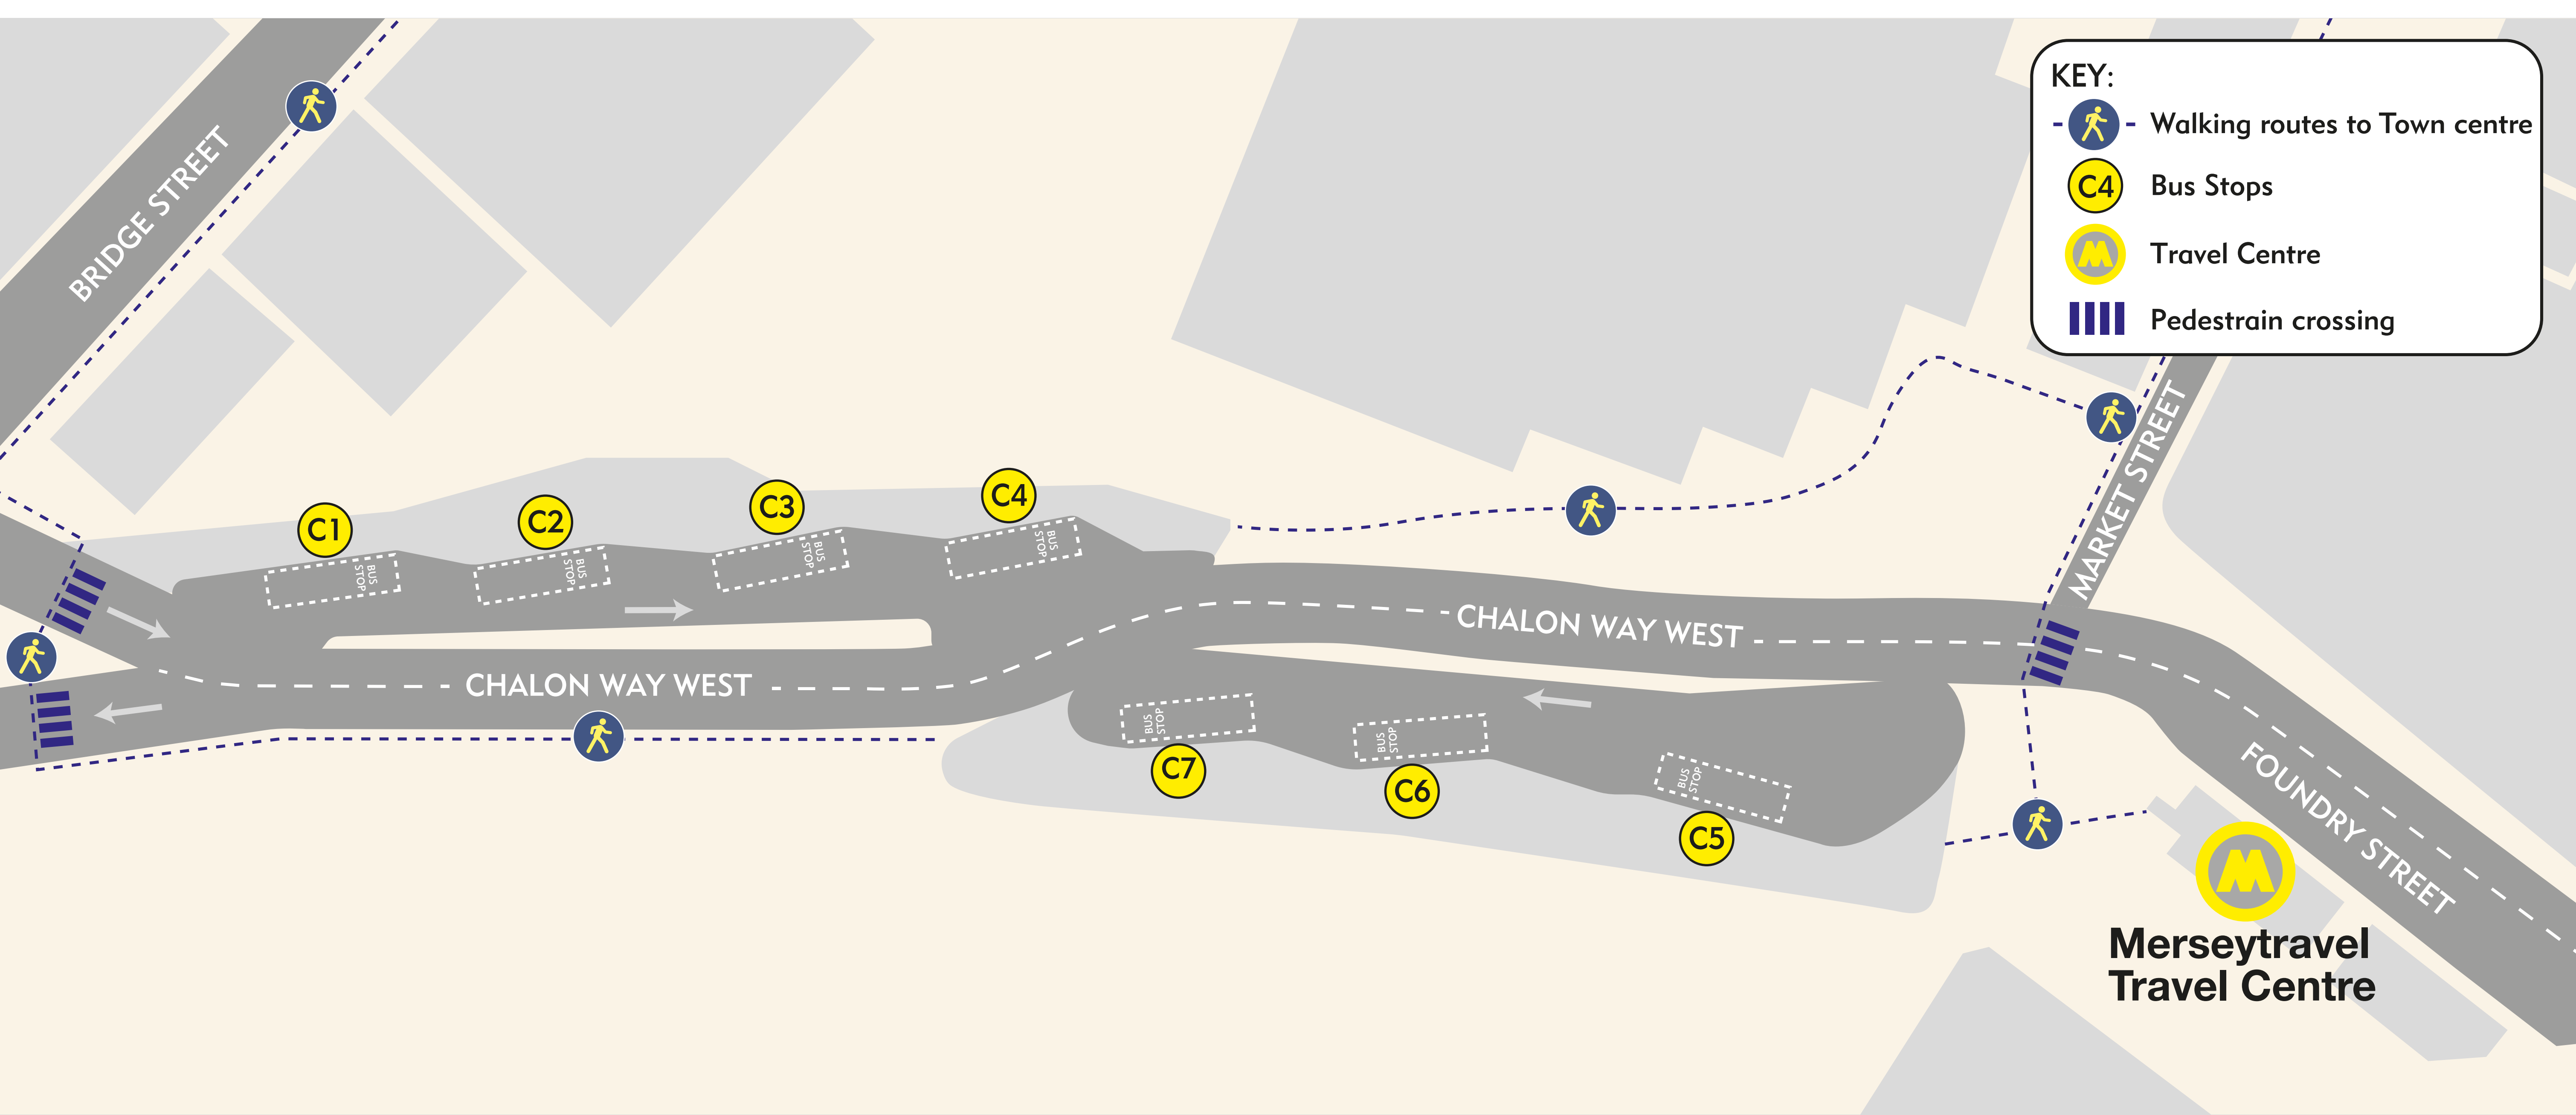 KEY:
Walking routes to Town centre
C4
Bus Stops
Travel Centre
Pedestrain crossing
BRIDGE STREET
MARKET STREET
C1
C2
C3
C4
BUS
STOP
BUS
STOP
BUS
STOP
BUS
STOP
CHALON WAY WEST
CHALON WAY WEST
BUS
STOP
BUS
STOP
BUS
STOP
C7
C6
C5
FOUNDRY STREET
M
Merseytravel
Travel Centre